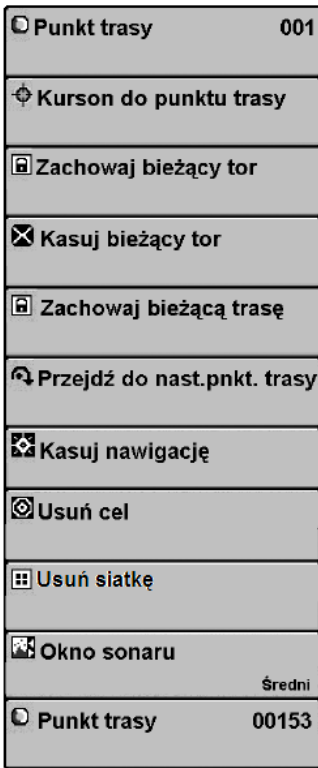 Punkt trasy 001
Kurson do punktu trasy
Zachowaj bieżący tor
Kasuj bieżący tor
Zachowaj bieżącą trasę
Przejdź do nast.pnkt. trasy
Kasuj nawigację
Usuń cel
Usuń siatkę
Okno sonaru
Średni
Punkt trasy 00153